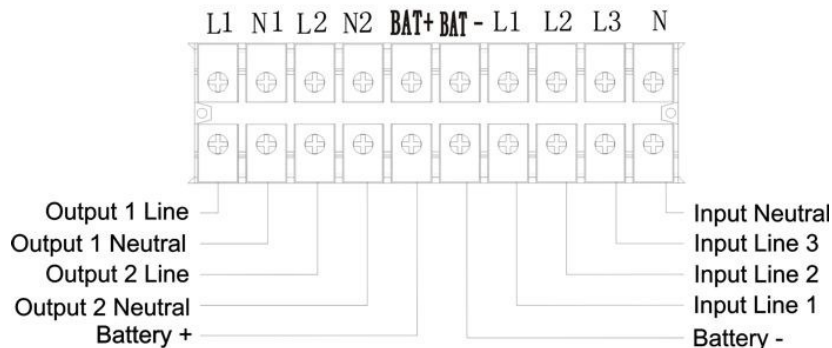 L1 N1 L2 N2 BAT+ BAT- L1 L2 L3 N
Output 1 Line
Output 1 Neutral
Output 2 Line
Output 2 Neutral
Battery +
Input Neutral
Input Line 3
Input Line 2
Input Line 1
Battery -